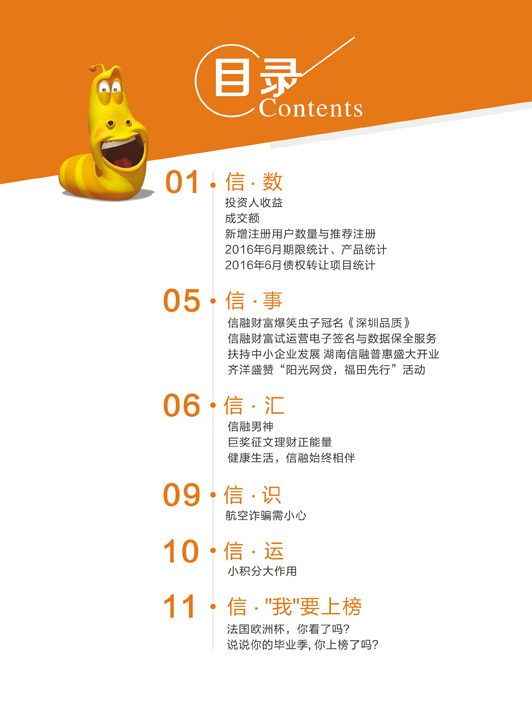 目录
Contents
01 信·数
投资人收益
成交额
新增注册用户数量与推荐注册
2016年6月期限统计、产品统计
2016年6月债权转让项目统计
05 信·事
信融财富爆笑虫子冠名《深圳品质》
信融财富试运营电子签名与数据保全服务
扶持中小企业发展 湖南信融普惠盛大开业
齐洋盛赞“阳光网贷，福田先行”活动
06 信·汇
信融男神
巨奖征文理财正能量
健康生活，信融始终相伴
09 信·识
航空诈骗需小心
10 信·运
小积分大作用
11 信·"我"要上榜
法国欧洲杯，你看了吗?
说说你的毕业季, 你上榜了吗?